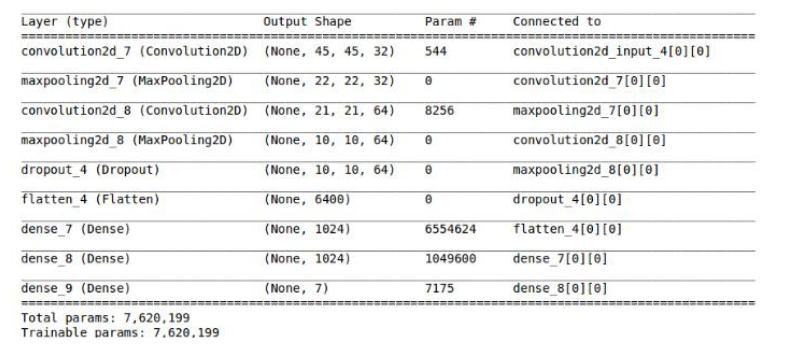 Layer (type) Output Shape Param # Connected to
convolution2d_7 (Convolution2D) (None, 45, 45, 32) 544 convolution2d_input_4[0][0]
maxpooling2d_7 (MaxPooling2D) (None, 22, 22, 32) 0 convolution2d_7[0][0]
convolution2d_8 (Convolution2D) (None, 21, 21, 64) 8256 maxpooling2d_7[0][0]
maxpooling2d_8 (MaxPooling2D) (None, 10, 10, 64) 0 convolution2d_8[0][0]
dropout_4 (Dropout) (None, 10, 10, 64) 0 maxpooling2d_8[0][0]
flatten_4 (Flatten) (None, 6400) 0 dropout_4[0][0]
dense_7 (Dense) (None, 1024) 6554624 flatten_4[0][0]
dense_8 (Dense) (None, 1024) 1049600 dense_7[0][0]
dense_9 (Dense) (None, 7) 7175 dense_8[0][0]
Total params: 7,620,199
Trainable params: 7,620,199